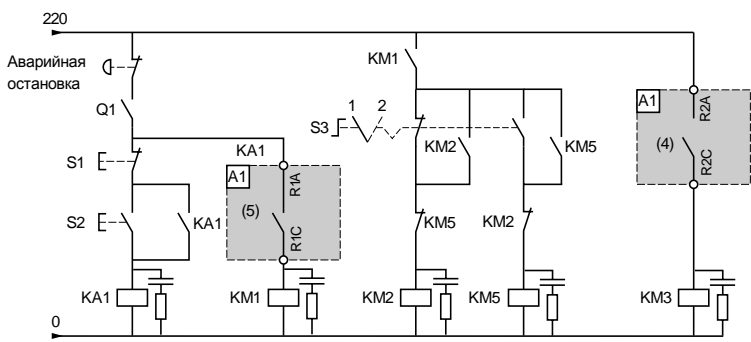 220
Аварийная
остановка
Q1
S1
S2
KA1
KA1
KA1
A1
R1A
(5)
R1C
KM1
KM1
S3
1
2
KM2
KM5
KM5
KM2
KM2
KM5
A1
R2A
(4)
R2C
KM3
0